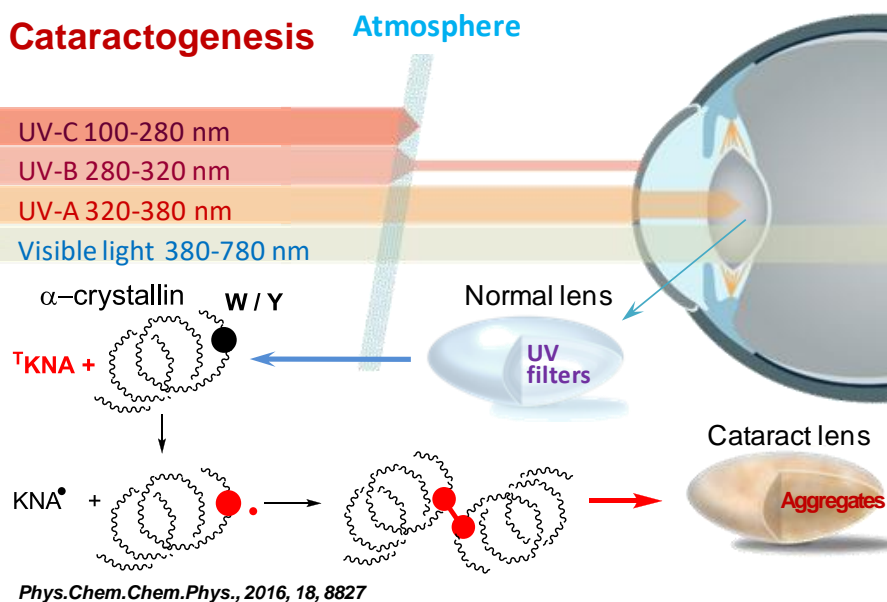 Cataractogenesis
Atmosphere
UV-C 100-280 nm
UV-B 280-320 nm
UV-A 320-380 nm
Visible light 380-780 nm
α–crystallin
W / Y
Normal lens
ᵀKNA +
UV
filters
Cataract lens
KNA• +
Aggregates
Phys.Chem.Chem.Phys., 2016, 18, 8827